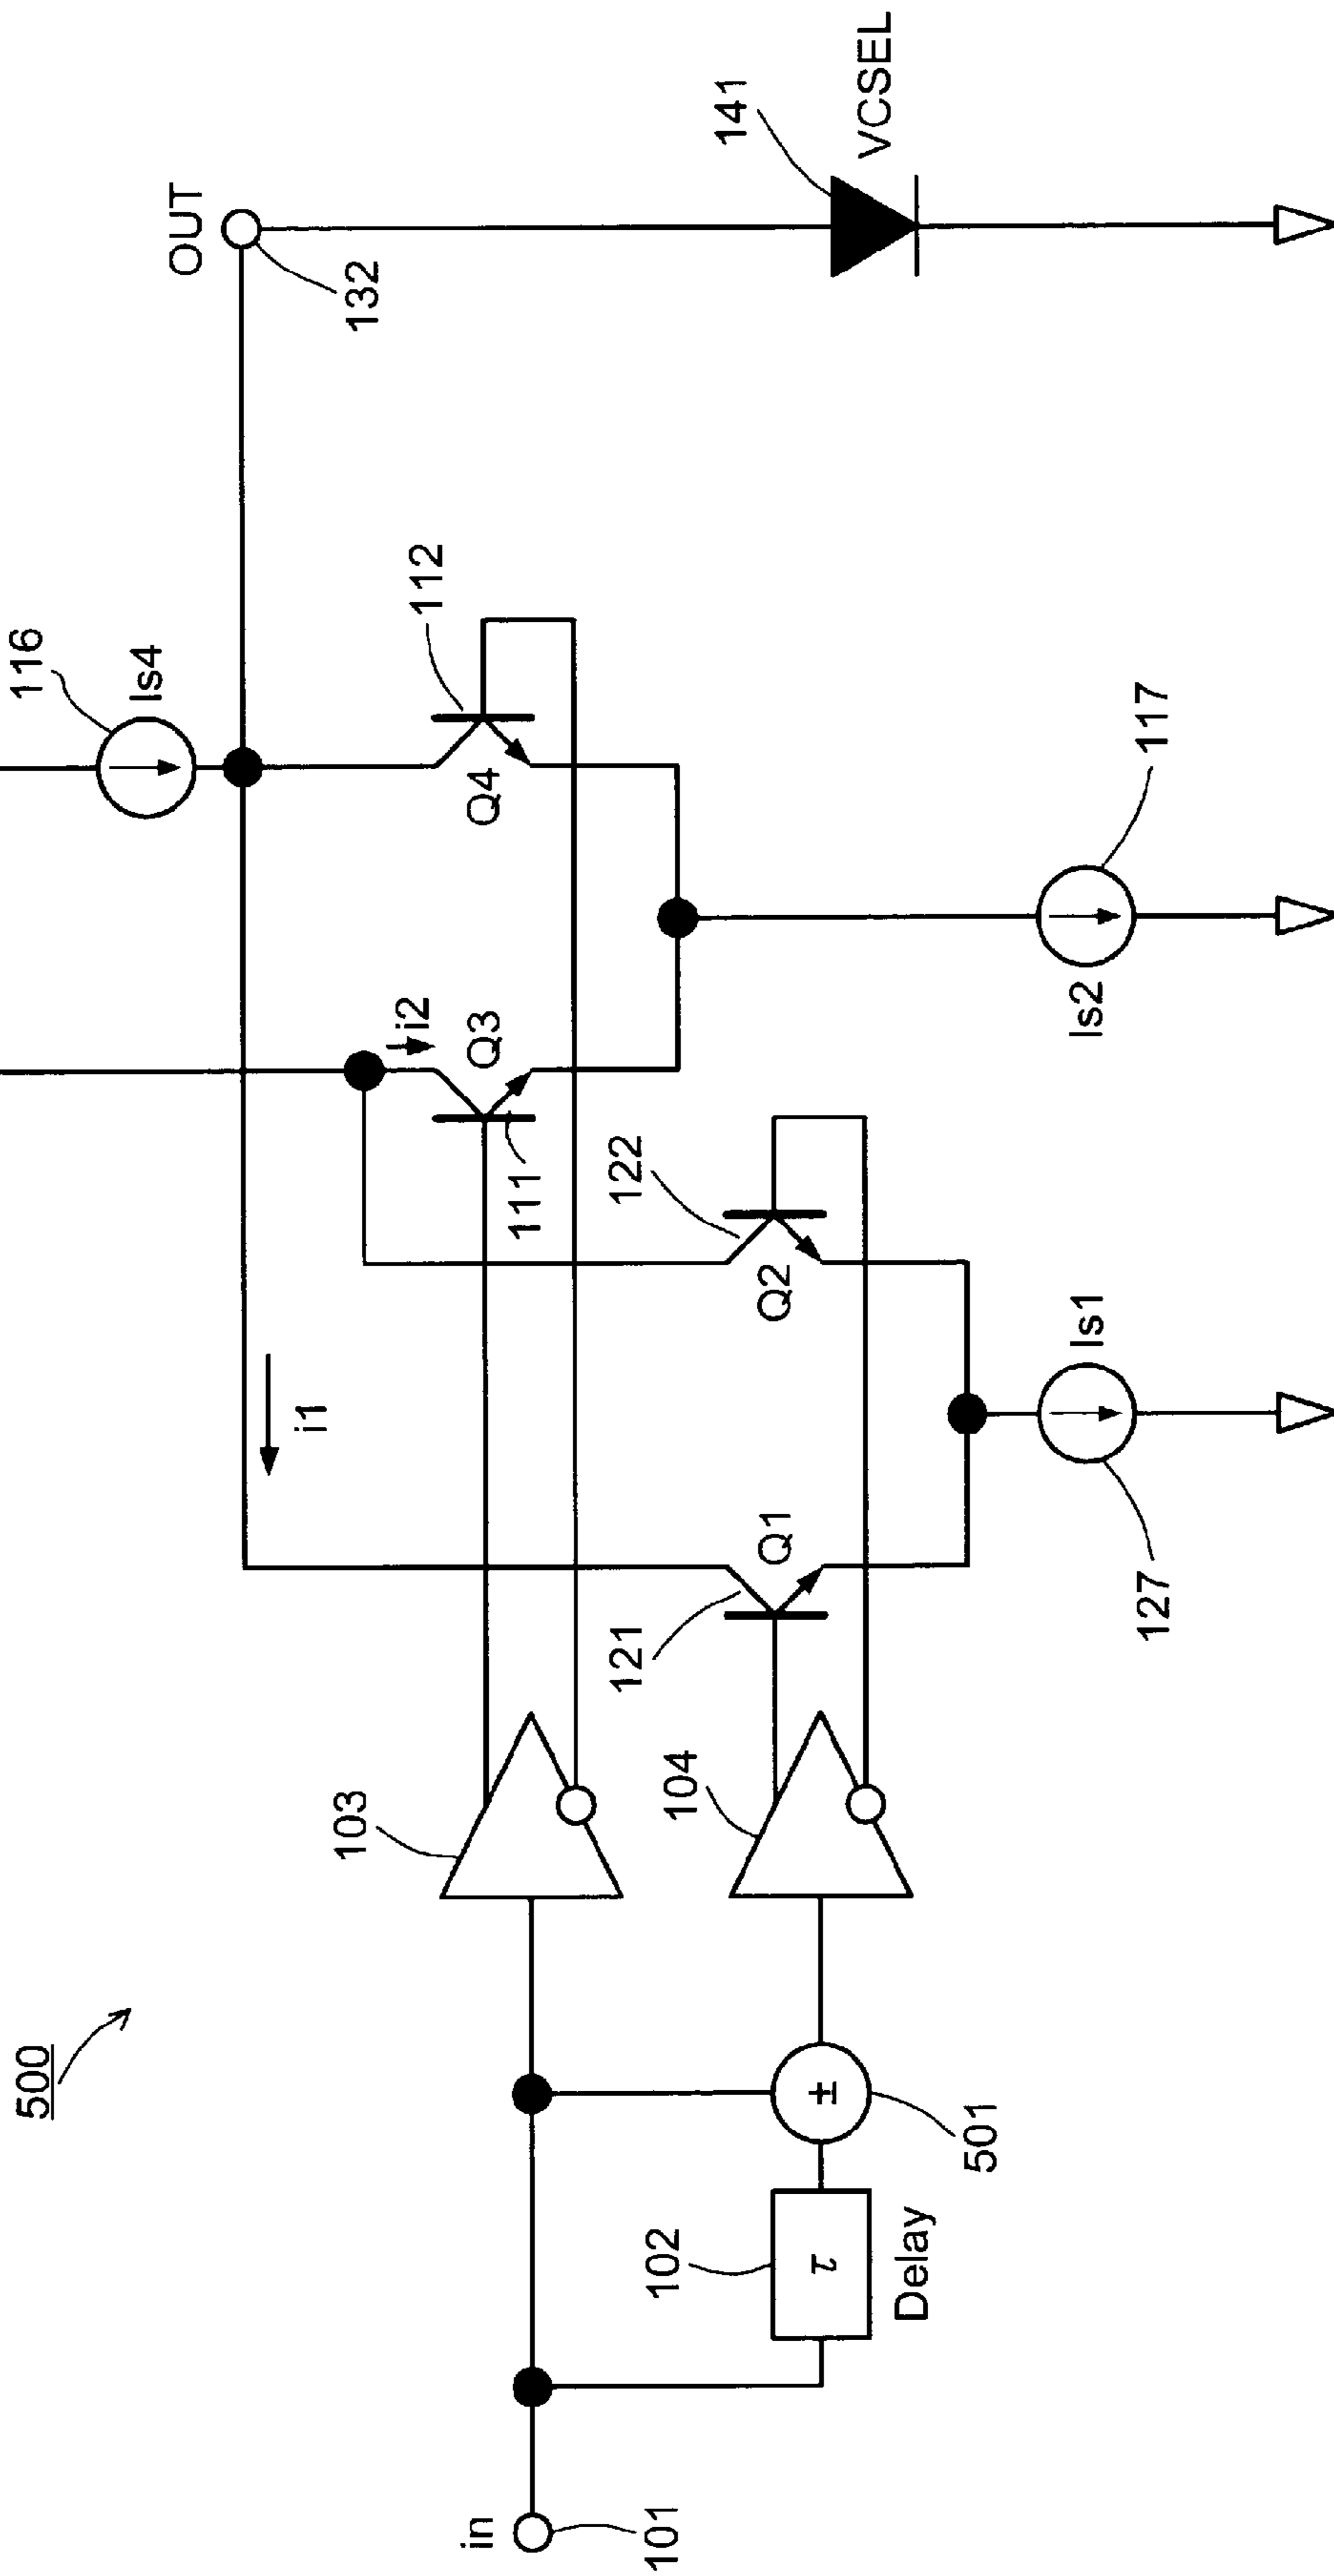 500
116
Is4
OUT
132
i1
i2
112
103
Q3
Q4
111
in
101
102
τ
Delay
501
104
121
122
Q1
Q2
141
VCSEL
127
Is1
Is2
117